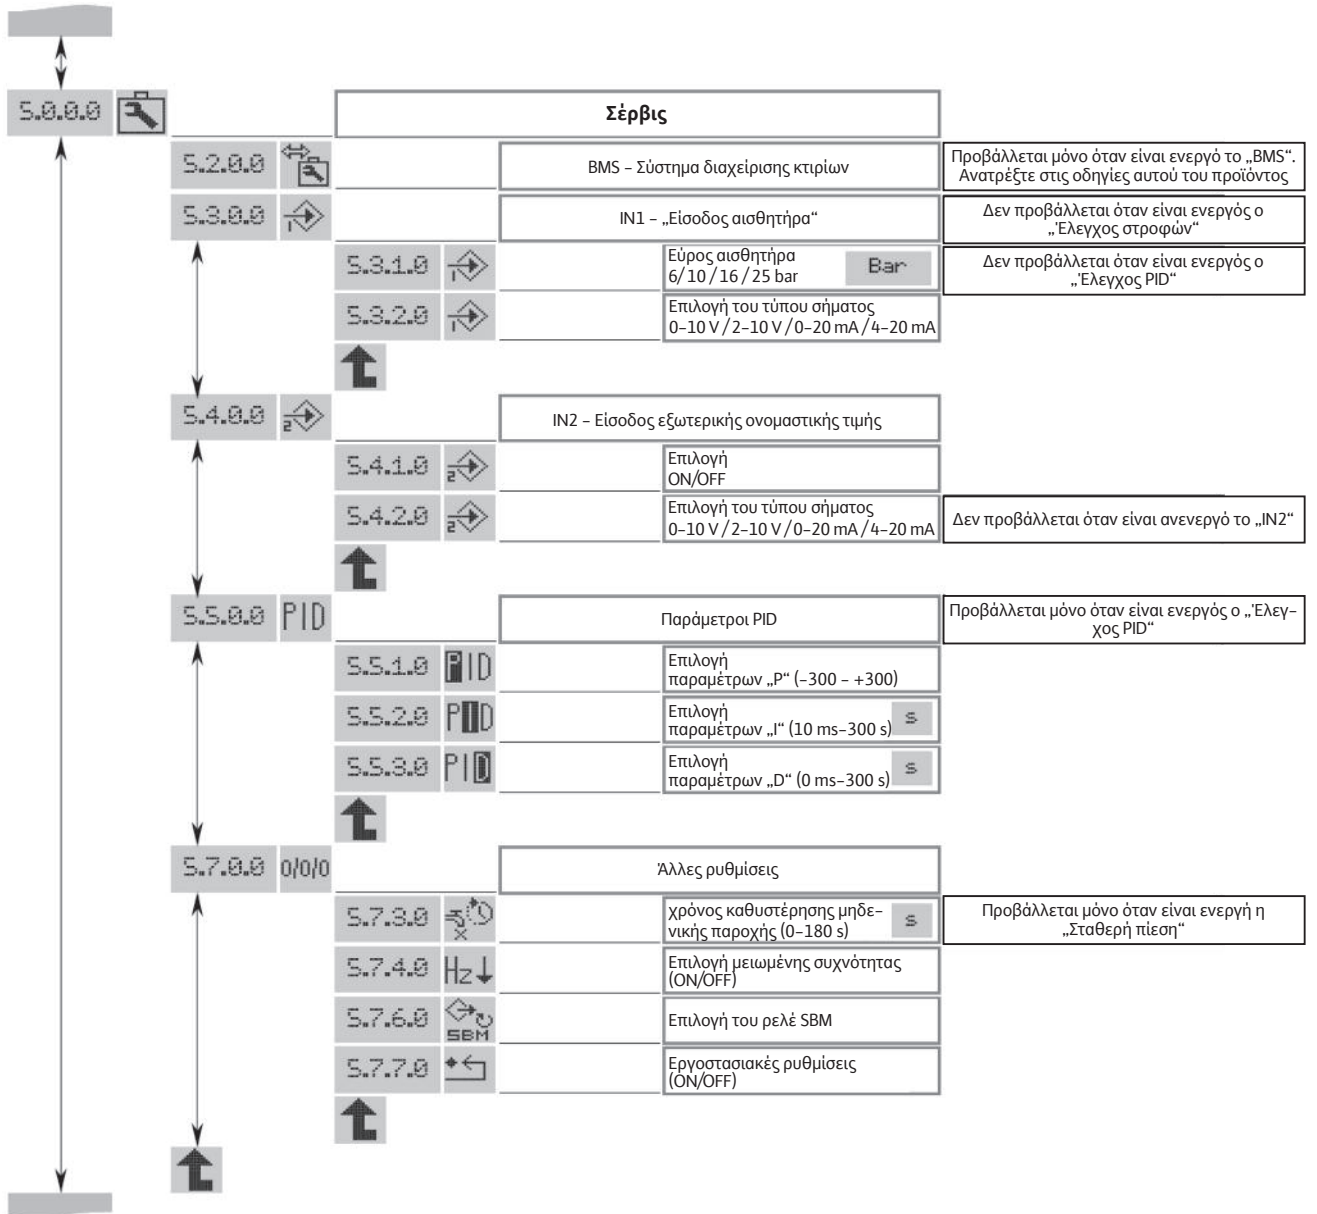 5.0.0.0
Σέρβις
5.2.0.0
BMS – Σύστημα διαχείρισης κτιρίων
Προβάλλεται μόνο όταν είναι ενεργό το „BMS“.
Ανατρέξτε στις οδηγίες αυτού του προϊόντος
5.3.0.0
1
IN1 – „Είσοδος αισθητήρα“
Δεν προβάλλεται όταν είναι ενεργός ο
„Έλεγχος στροφών“
5.3.1.0
1
Εύρος αισθητήρα
6/ 10 / 16 / 25 bar
Bar
Δεν προβάλλεται όταν είναι ενεργός ο
„Έλεγχος PID“
5.3.2.0
1
Επιλογή του τύπου σήματος
0–10 V / 2–10 V / 0–20 mA / 4–20 mA
5.4.0.0
2
IN2 – Είσοδος εξωτερικής ονομαστικής τιμής
5.4.1.0
2
Επιλογή
ON/OFF
5.4.2.0
2
Επιλογή του τύπου σήματος
0–10 V / 2–10 V / 0–20 mA / 4–20 mA
Δεν προβάλλεται όταν είναι ανενεργό το „IN2“
5.5.0.0
PID
Παράμετροι PID
Προβάλλεται μόνο όταν είναι ενεργός ο „Έλεγ–
χος PID“
5.5.1.0
PID
Επιλογή
παραμέτρων „P“ (–300 – +300)
5.5.2.0
PID
Επιλογή
παραμέτρων „I“ (10 ms–300 s)
s
5.5.3.0
PID
Επιλογή
παραμέτρων „D“ (0 ms–300 s)
s
5.7.0.0
0/0/0
Άλλες ρυθμίσεις
5.7.3.0
χρόνος καθυστέρησης μηδε–
νικής παροχής (0–180 s)
s
Προβάλλεται μόνο όταν είναι ενεργή η
„Σταθερή πίεση“
5.7.4.0
Hz
Επιλογή μειωμένης συχνότητας
(ON/OFF)
5.7.6.0
SBM
Επιλογή του ρελέ SBM
5.7.7.0
Εργοστασιακές ρυθμίσεις
(ON/OFF)